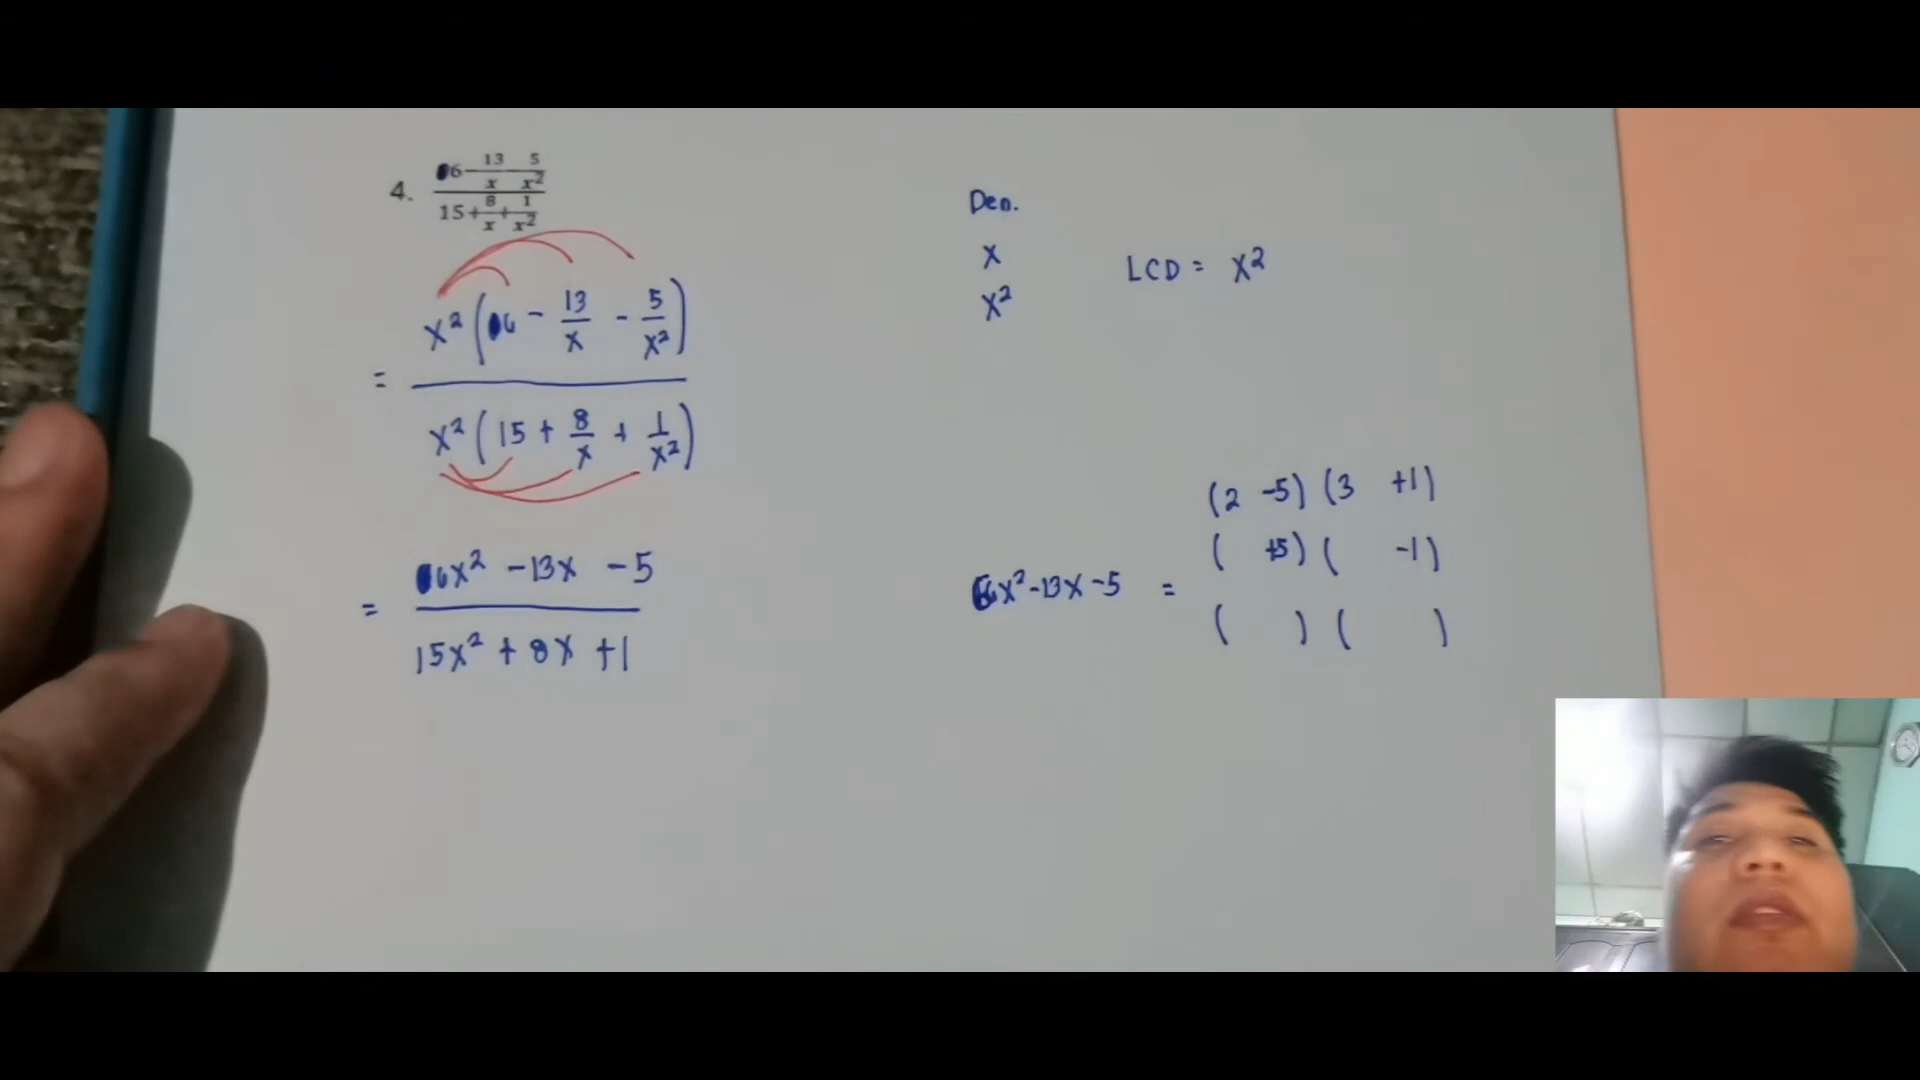 4. 6 - 13/x - 5/x²
15 + 8/x + 1/x²
= x² (6 - 13/x - 5/x²)
x² (15 + 8/x + 1/x²)
= 6x² - 13x - 5
15x² + 8x + 1
Den.
x
x²
LCD = x²
(2 -5) (3 +1)
( +5) ( -1)
6x² - 13x - 5 =
( ) ( )